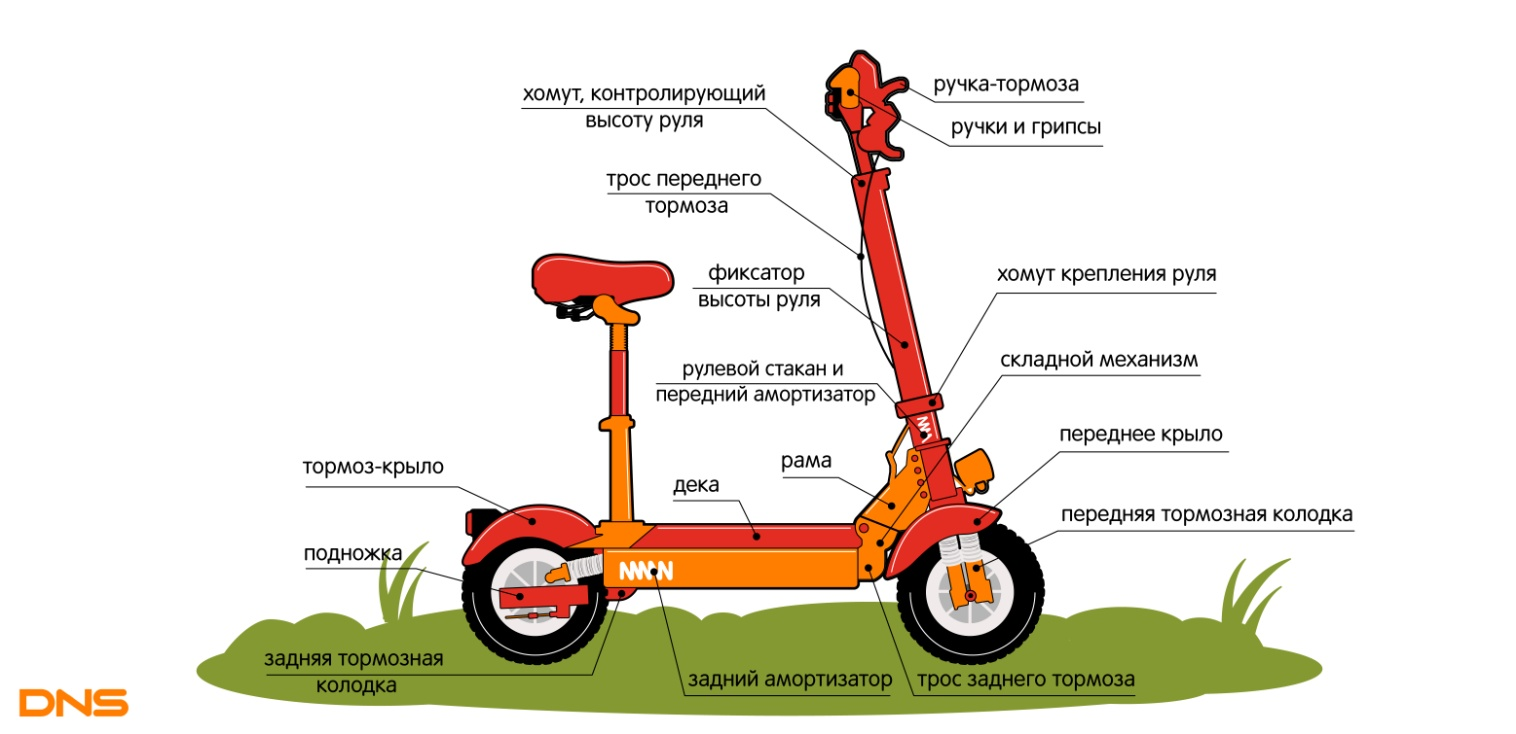 ручка-тормоза
хомут, контролирующий
высоту руля
ручки и грипсы
трос переднего
тормоза
фиксатор
высоты руля
хомут крепления руля
рулевой стакан и
передний амортизатор
складной механизм
переднее крыло
рама
тормоз-крыло
дека
передняя тормозная колодка
подножка
NNNN
задняя тормозная
колодка
задний амортизатор
трос заднего тормоза
DNS